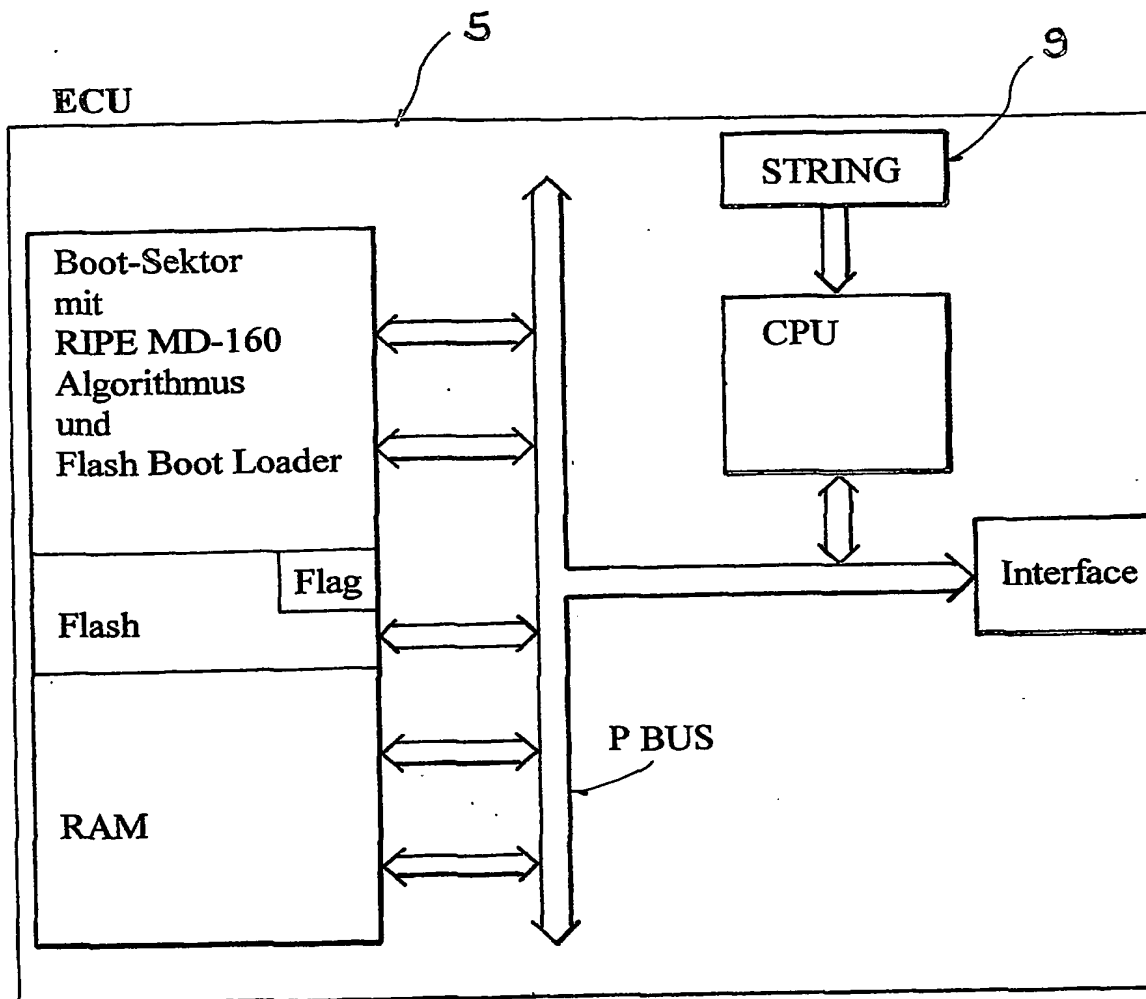 5
9
ECU
STRING
Boot-Sektor
mit
RIPE MD-160
Algorithmus
und
Flash Boot Loader
CPU
Flag
Interface
Flash
P BUS
RAM